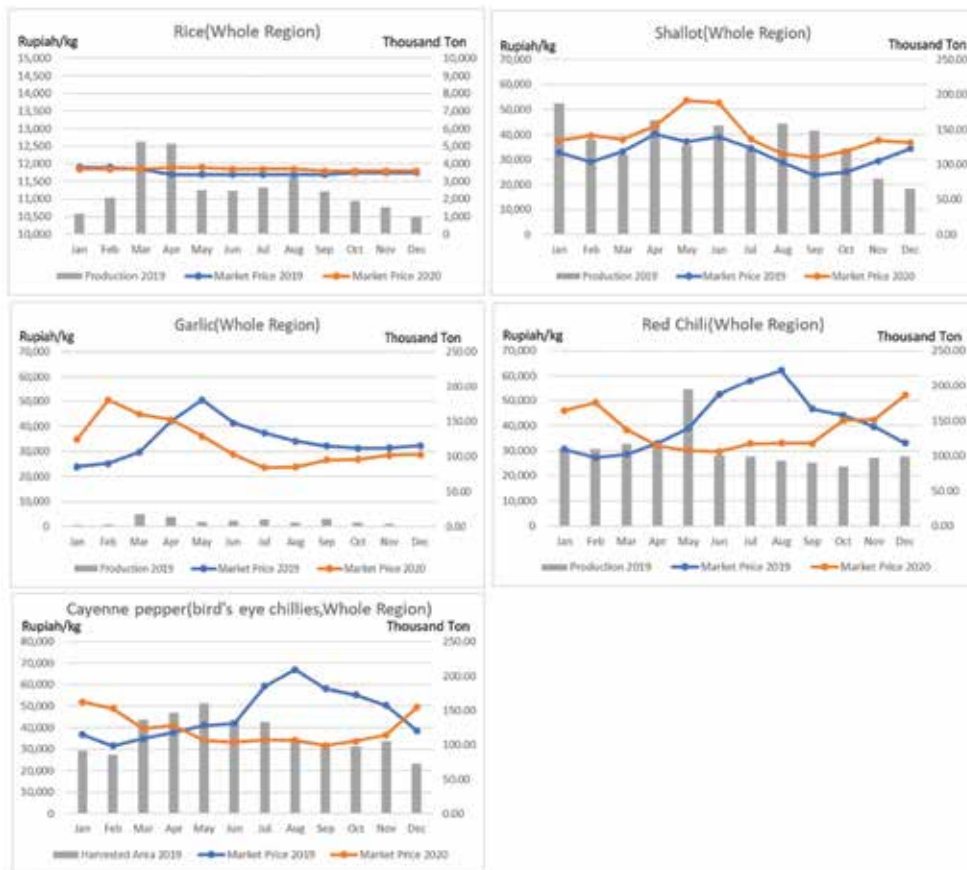 Rice(Whole Region)
Rupiah/kg Thousand Ton
15,000 10,000
14,500 9,000
14,000 8,000
13,500 7,000
13,000 6,000
12,500 5,000
12,000 4,000
11,500 3,000
11,000 2,000
10,500 1,000
10,000 0
Jan Feb Mar Apr May Jun Jul Aug Sep Oct Nov Dec
Production 2019 Market Price 2019 Market Price 2020
Shallot(Whole Region)
Rupiah/kg Thousand Ton
70,000 250.00
60,000 200.00
50,000
40,000 150.00
30,000 100.00
20,000
10,000 50.00
0 0.00
Jan Feb Mar Apr May Jun Jul Aug Sep Oct Nov Dec
Production 2019 Market Price 2019 Market Price 2020
Garlic(Whole Region)
Rupiah/kg Thousand Ton
70,000 250.00
60,000 200.00
50,000
40,000 150.00
30,000 100.00
20,000
10,000 50.00
0 0.00
Jan Feb Mar Apr May Jun Jul Aug Sep Oct Nov Dec
Production 2019 Market Price 2019 Market Price 2020
Red Chili(Whole Region)
Rupiah/kg Thousand Ton
70,000 250.00
60,000 200.00
50,000
40,000 150.00
30,000 100.00
20,000
10,000 50.00
0 0.00
Jan Feb Mar Apr May Jun Jul Aug Sep Oct Nov Dec
Production 2019 Market Price 2019 Market Price 2020
Cayenne pepper(bird's eye chillies,Whole Region)
Rupiah/kg Thousand Ton
80,000 250.00
70,000
60,000 200.00
50,000 150.00
40,000
30,000 100.00
20,000 50.00
10,000
0 0.00
Jan Feb Mar Apr May Jun Jul Aug Sep Oct Nov Dec
Harvested Area 2019 Market Price 2019 Market Price 2020